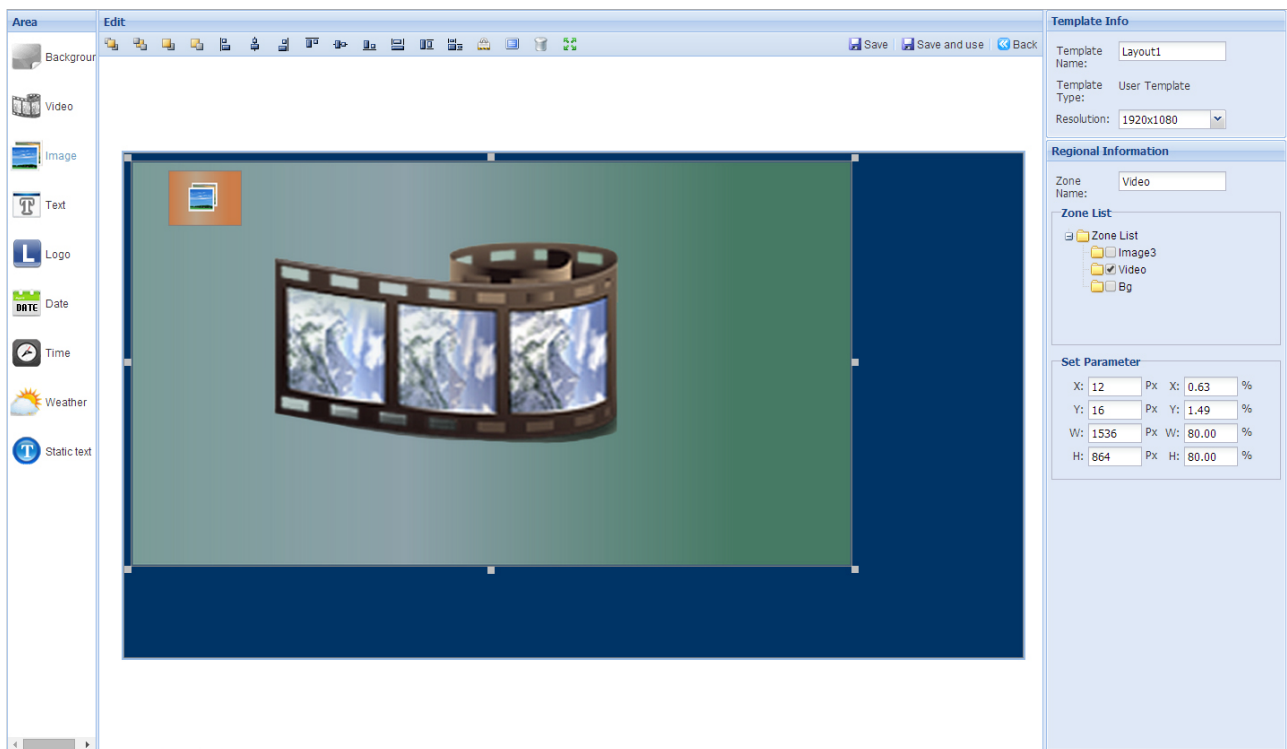 Area
Backgrour
Video
Image
Text
Logo
DATE Date
Time
Weather
Static text
Edit
Save Save and use Back
Template Info
Template Name: Layout1
Template Type: User Template
Resolution: 1920x1080
Regional Information
Zone Name: Video
Zone List
Zone List
Image3
Video
Bg
Set Parameter
X: 12 Px X: 0.63 %
Y: 16 Px Y: 1.49 %
W: 1536 Px W: 80.00 %
H: 864 Px H: 80.00 %